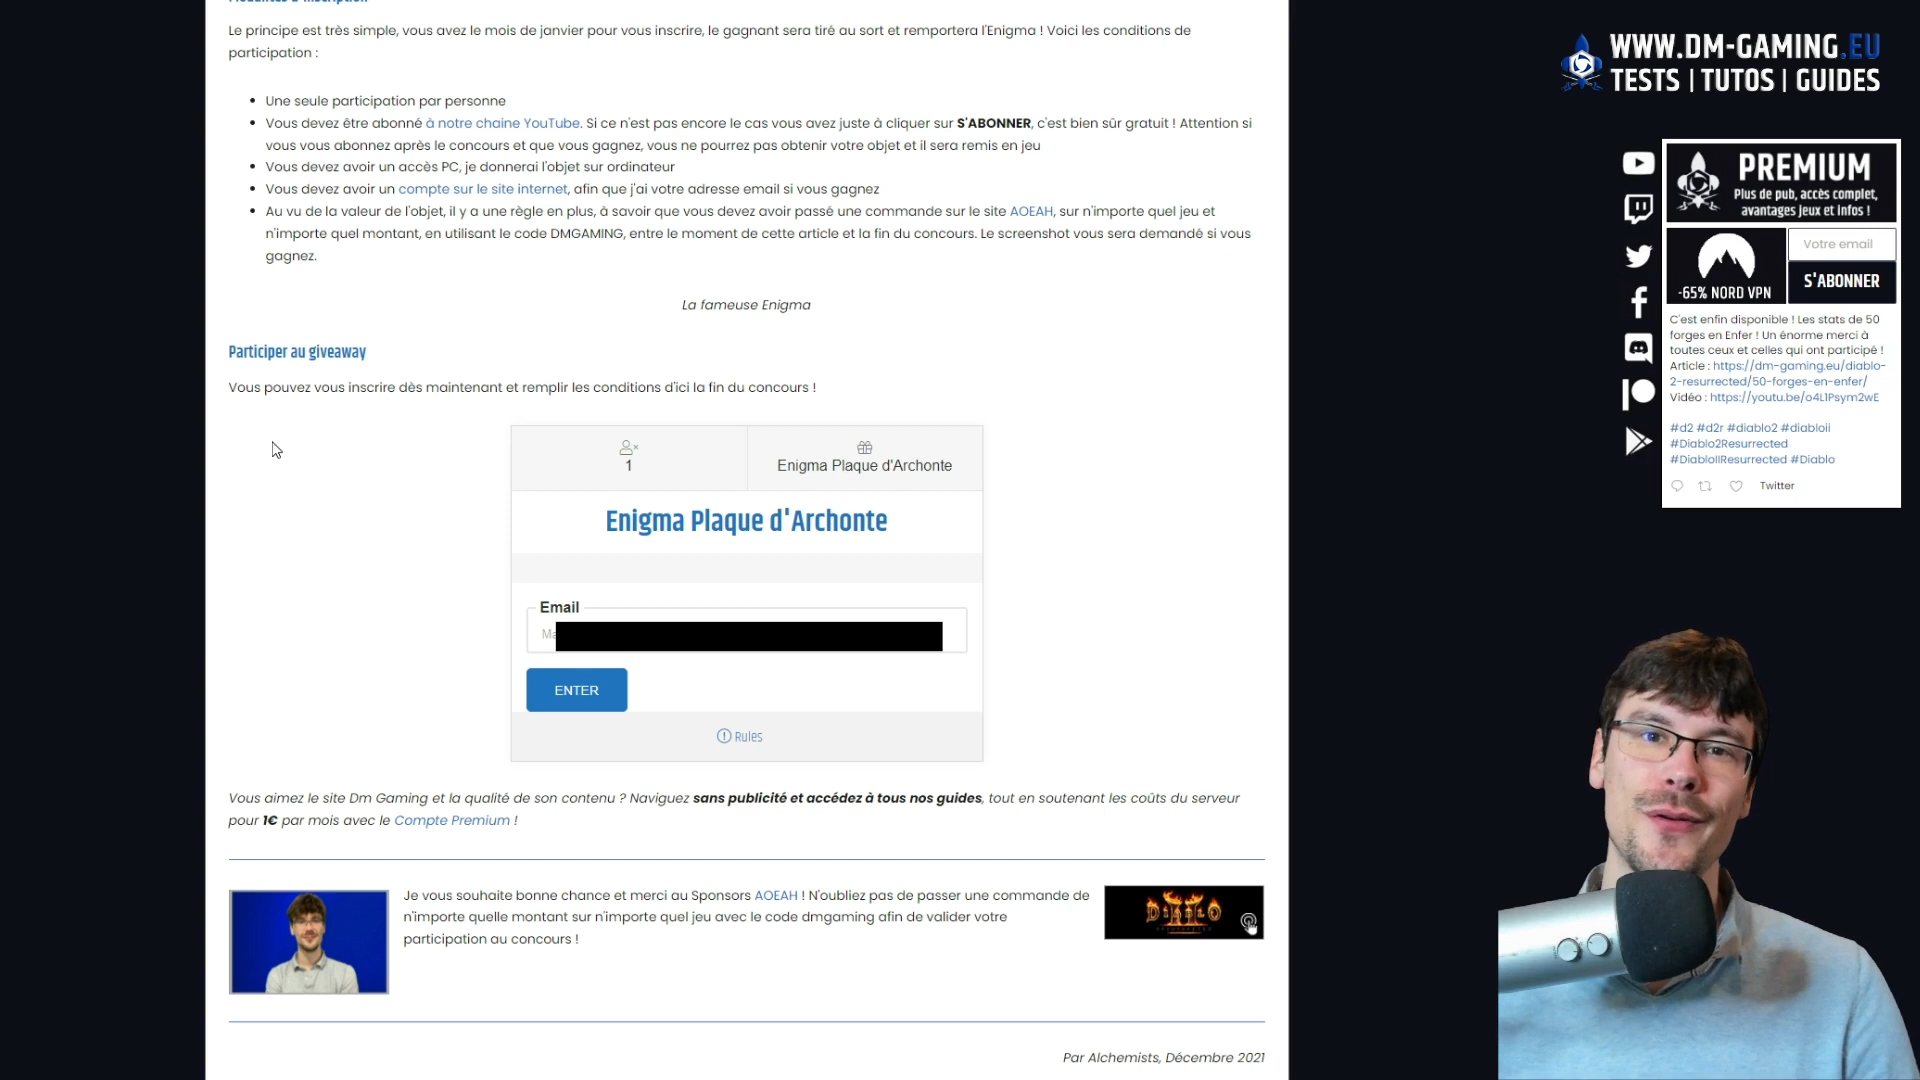 Le principe est très simple, vous avez le mois de janvier pour vous inscrire, le gagnant sera tiré au sort et remportera l'Enigma ! Voici les conditions de
participation :
Une seule participation par personne
Vous devez être abonné à notre chaine YouTube. Si ce n'est pas encore le cas vous avez juste à cliquer sur S'ABONNER, c'est bien sûr gratuit ! Attention si
vous vous abonnez après le concours et que vous gagnez, vous ne pourrez pas obtenir votre objet et il sera remis en jeu
Vous devez avoir un accès PC, je donnerai l'objet sur ordinateur
Vous devez avoir un compte sur le site internet, afin que j'ai votre adresse email si vous gagnez
Au vu de la valeur de l'objet, il y a une règle en plus, à savoir que vous devez avoir passé une commande sur le site AOEAH, sur n'importe quel jeu et
n'importe quel montant, en utilisant le code DMGAMING, entre le moment de cette article et la fin du concours. Le screenshot vous sera demandé si vous
gagnez.
La fameuse Enigma
Participer au giveaway
Vous pouvez vous inscrire dès maintenant et remplir les conditions d'ici la fin du concours !
1
Enigma Plaque d'Archonte
Enigma Plaque d'Archonte
Email
ENTER
Rules
Vous aimez le site Dm Gaming et la qualité de son contenu ? Naviguez sans publicité et accédez à tous nos guides, tout en soutenant les coûts du serveur
pour 1€ par mois avec le Compte Premium !
Je vous souhaite bonne chance et merci au Sponsors AOEAH ! N'oubliez pas de passer une commande de
n'importe quelle montant sur n'importe quel jeu avec le code dmgaming afin de valider votre
participation au concours !
DIABLO
Par Alchemists, Décembre 2021
WWW.DM-GAMING.EU
TESTS | TUTOS | GUIDES
PREMIUM
Plus de pub, accès complet,
avantages jeux et infos !
-65% NORD VPN
Votre email
S'ABONNER
C'est enfin disponible ! Les stats de 50
forges en Enfer ! Un énorme merci à
toutes ceux et celles qui ont participé !
Article : https://dm-gaming.eu/diablo-
2-resurrected/50-forges-en-enfer/
Vidéo : https://youtu.be/o4L1Psym2wE
#d2 #d2r #diablo2 #diabloii
#Diablo2Resurrected
#DiabloIIResurrected #Diablo
Twitter